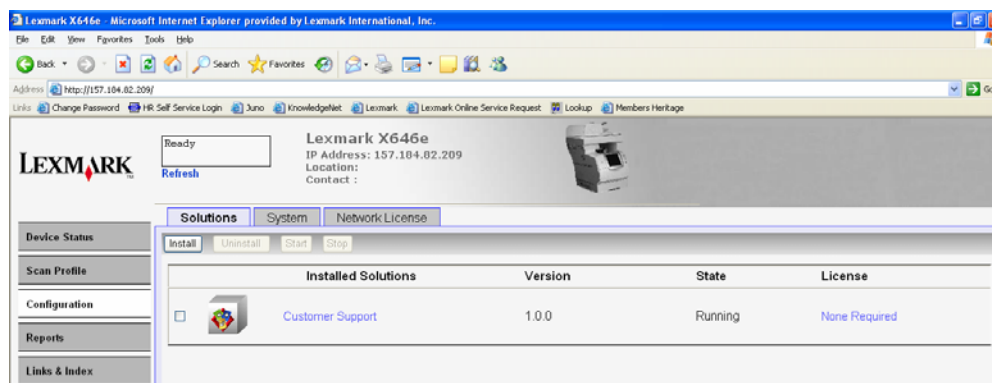 Lexmark X646e - Microsoft Internet Explorer provided by Lexmark International, Inc.
File Edit View Favorites Tools Help
Back Search Favorites
Address http://157.184.82.209/ Go
Links Change Password HR Self Service Login Juno KnowledgeNet Lexmark Lexmark Online Service Request Lookup Members Heritage
LEXMARK
Ready
Refresh
Lexmark X646e
IP Address: 157.184.82.209
Location:
Contact :
Solutions System Network License
Install Uninstall Start Stop
Device Status
Scan Profile
Configuration
Reports
Links & Index
Installed Solutions Version State License
Customer Support 1.0.0 Running None Required